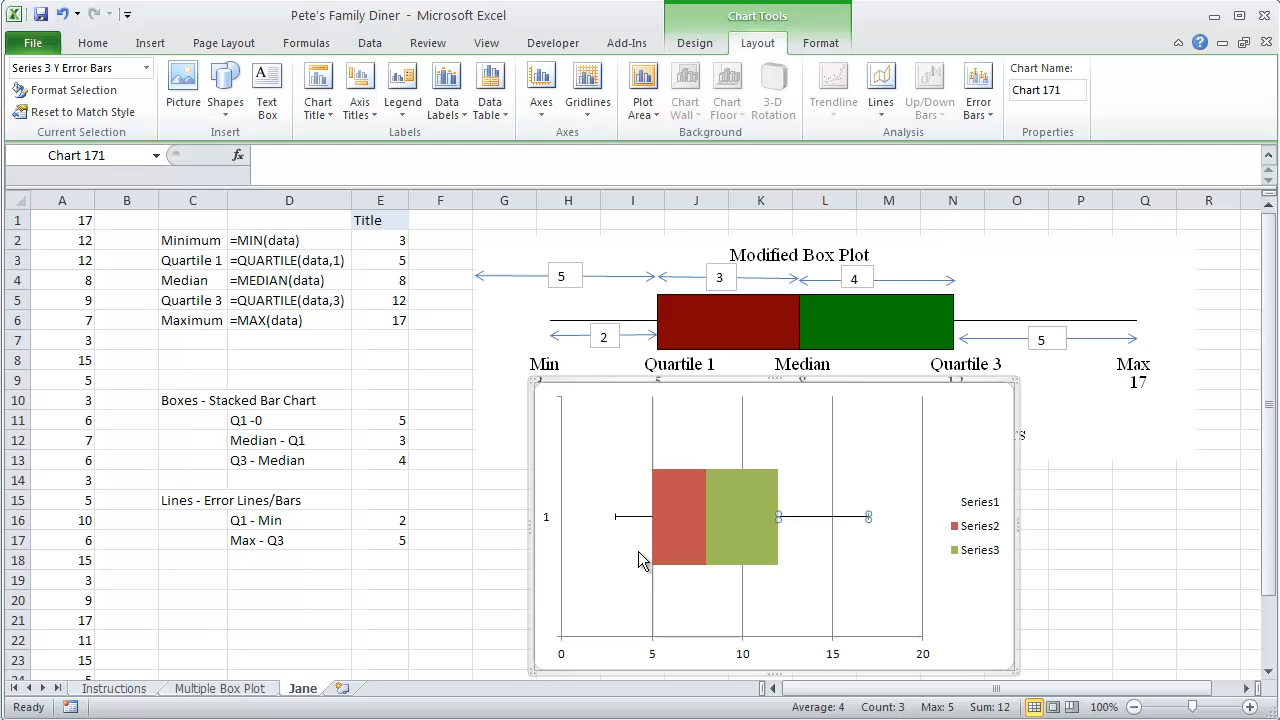 Pete's Family Diner - Microsoft Excel
Chart Tools
File Home Insert Page Layout Formulas Data Review View Developer Add-Ins Design Layout Format
Series 3 Y Error Bars
Format Selection
Reset to Match Style
Current Selection
Picture Shapes Text Box
Insert
Chart Title Axis Titles Legend Data Labels Data Table
Labels
Axes Gridlines
Axes
Plot Area Chart Wall Chart Floor 3-D Rotation
Background
Trendline Lines Up/Down Bars Error Bars
Analysis
Chart Name:
Chart 171
Properties
Chart 171
fx
A B C D E F G H I J K L M N O P Q R
1 17 Title
2 12 Minimum =MIN(data) 3
3 12 Quartile 1 =QUARTILE(data,1) 5
4 8 Median =MEDIAN(data) 8
5 9 Quartile 3 =QUARTILE(data,3) 12
6 7 Maximum =MAX(data) 17
7 3
8 15
9 5
10 3 Boxes - Stacked Bar Chart
11 6 Q1 -0 5
12 7 Median - Q1 3
13 6 Q3 - Median 4
14 3
15 5 Lines - Error Lines/Bars
16 10 Q1 - Min 2
17 6 Max - Q3 5
18 15
19 3
20 9
21 17
22 11
23 15
Modified Box Plot
5 3 4
2 5
Min Quartile 1 Median Quartile 3 Max
17
1
Series1
Series2
Series3
0 5 10 15 20
Instructions Multiple Box Plot Jane
Ready Average: 4 Count: 3 Max: 5 Sum: 12 100%